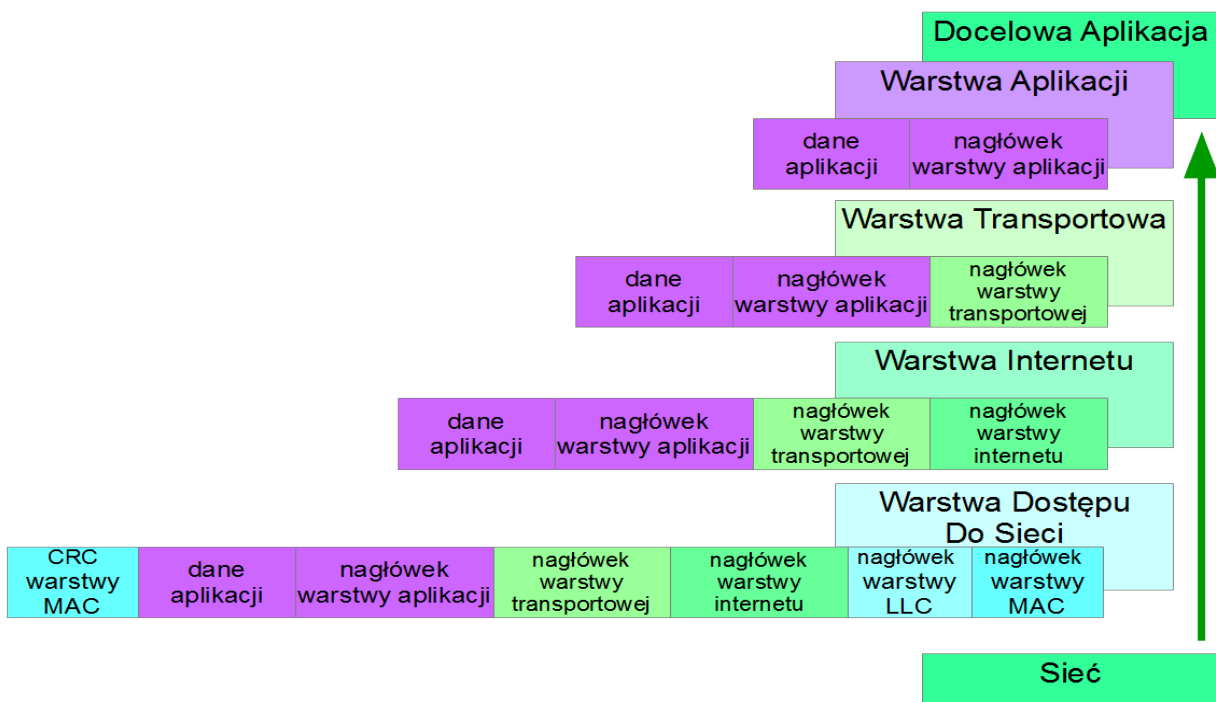 Docelowa Aplikacja
Warstwa Aplikacji
dane
aplikacji
nagłówek
warstwy aplikacji
Warstwa Transportowa
dane
aplikacji
nagłówek
warstwy aplikacji
nagłówek
warstwy
transportowej
Warstwa Internetu
dane
aplikacji
nagłówek
warstwy aplikacji
nagłówek
warstwy
transportowej
nagłówek
warstwy
internetu
Warstwa Dostępu
Do Sieci
CRC
warstwy
MAC
dane
aplikacji
nagłówek
warstwy aplikacji
nagłówek
warstwy
transportowej
nagłówek
warstwy
internetu
nagłówek
warstwy
LLC
nagłówek
warstwy
MAC
Sieć